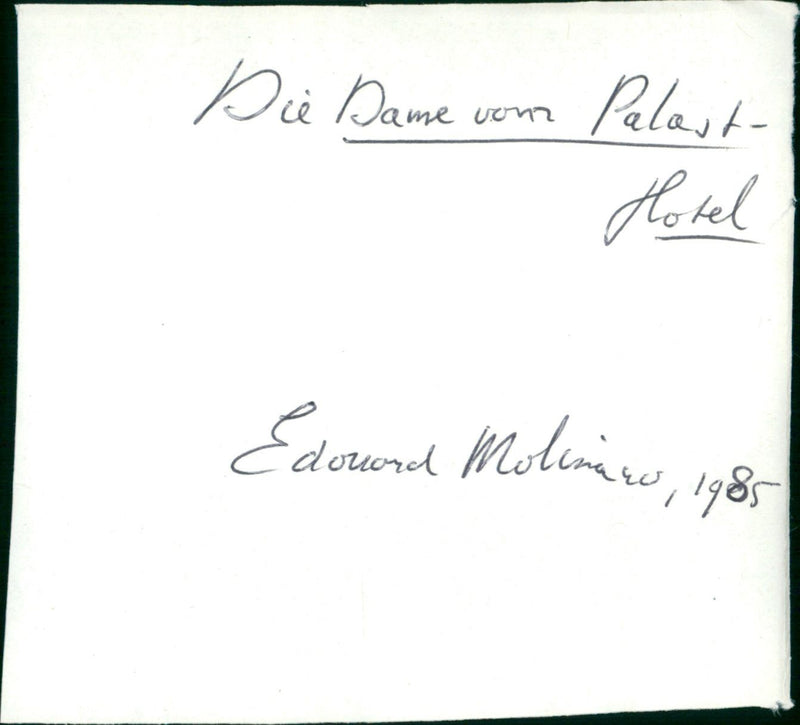 Die Dame vom Palast-
Hotel
Edouard Molinaro, 1985